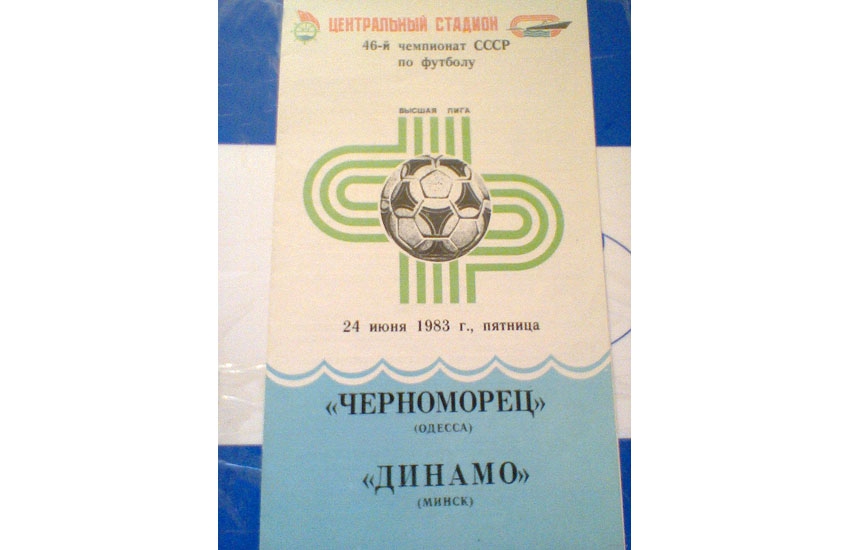 ЦЕНТРАЛЬНЫЙ СТАДИОН
46-й чемпионат СССР
по футболу
ВЫСШАЯ ЛИГА
24 июня 1983 г., пятница
«ЧЕРНОМОРЕЦ»
(ОДЕССА)
«ДИНАМО»
(МИНСК)